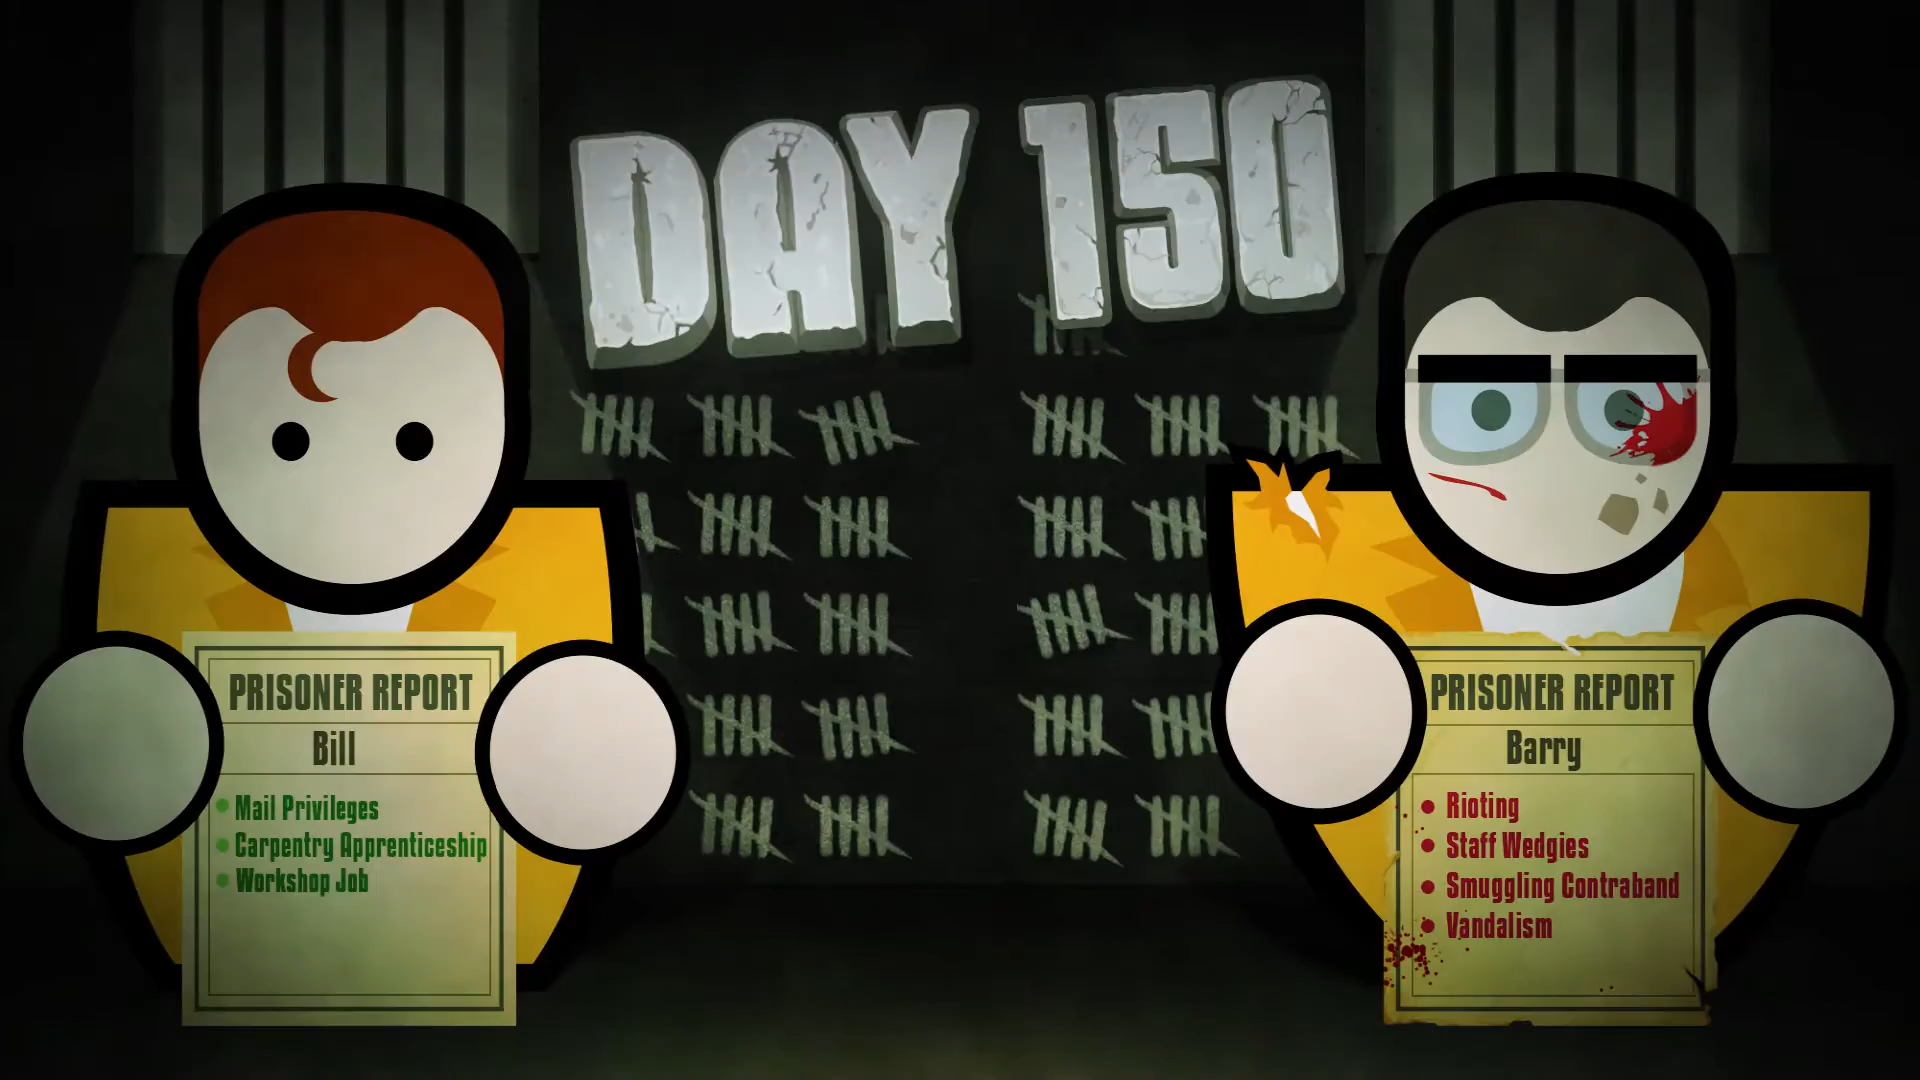 DAY 150
PRISONER REPORT
Bill
Mail Privileges
Carpentry Apprenticeship
Workshop Job
PRISONER REPORT
Barry
Rioting
Staff Wedgies
Smuggling Contraband
Vandalism